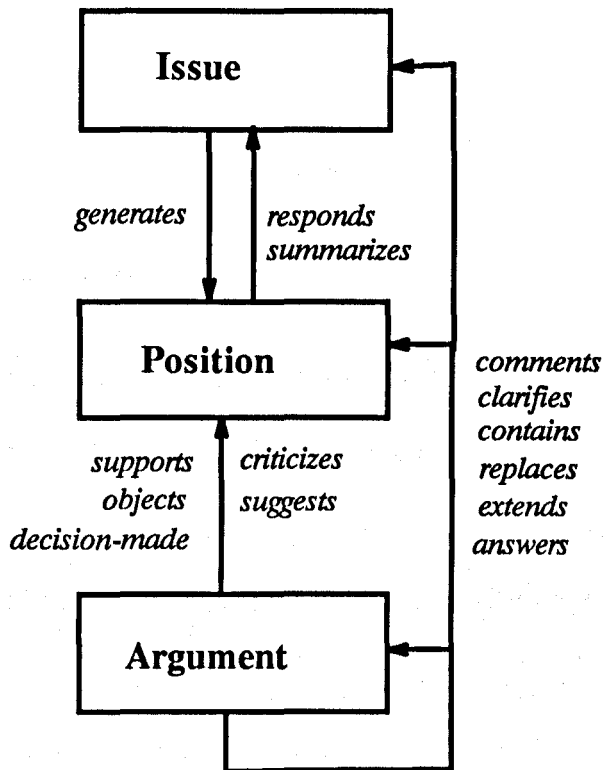 Issue
generates
responds
summarizes
Position
comments
clarifies
contains
replaces
extends
answers
supports
objects
decision-made
criticizes
suggests
Argument